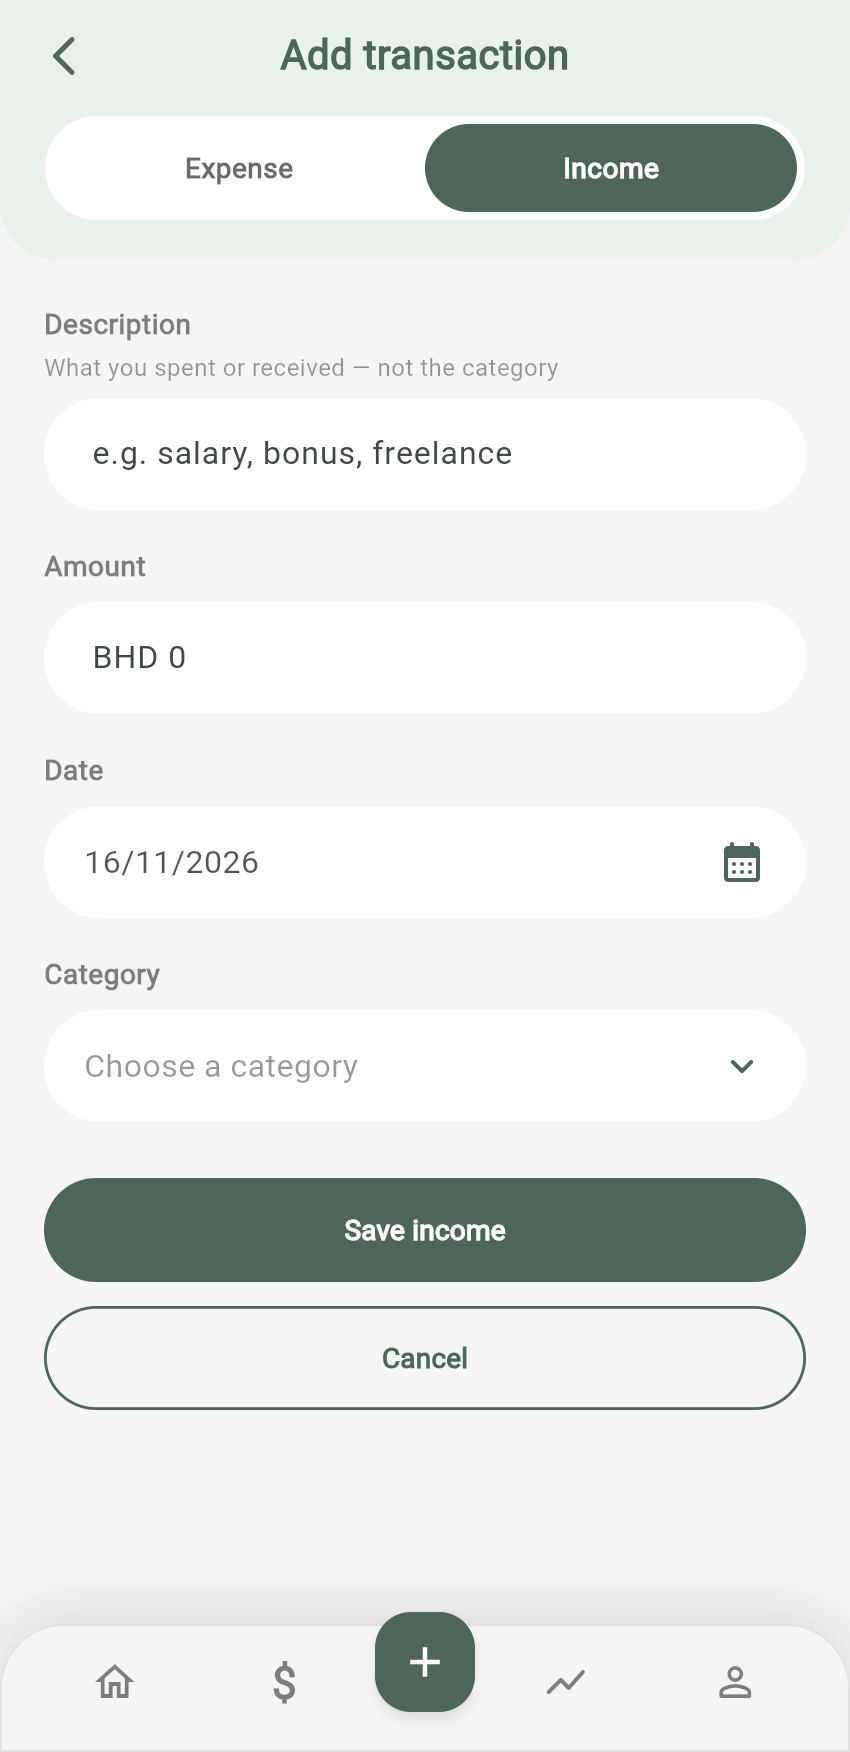 Add transaction
Expense
Income
Description
What you spent or received — not the category
e.g. salary, bonus, freelance
Amount
BHD 0
Date
16/11/2026
Category
Choose a category
Save income
Cancel